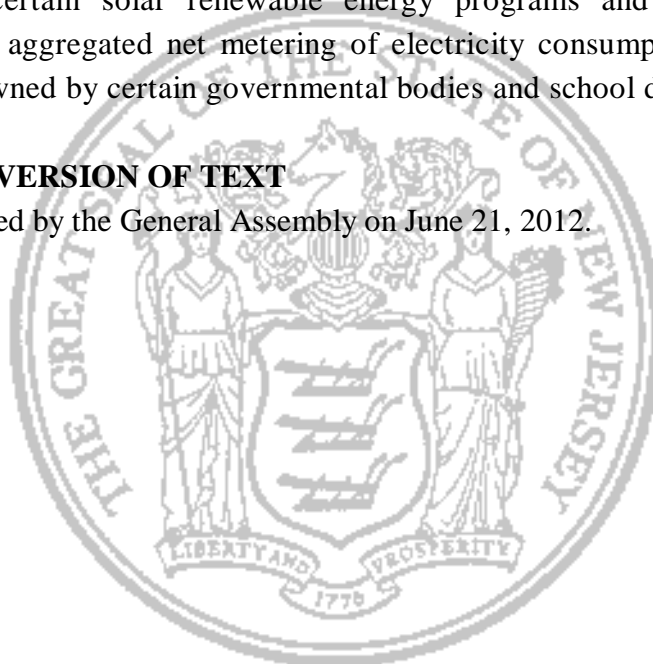 certain solar renewable energy programs and
aggregated net metering of electricity consump
wned by certain governmental bodies and school d
VERSION OF TEXT
ed by the General Assembly on June 21, 2012.
THE GREAT SEAL OF THE STATE OF NEW JERSEY
LIBERTY AND PROSPERITY
1776